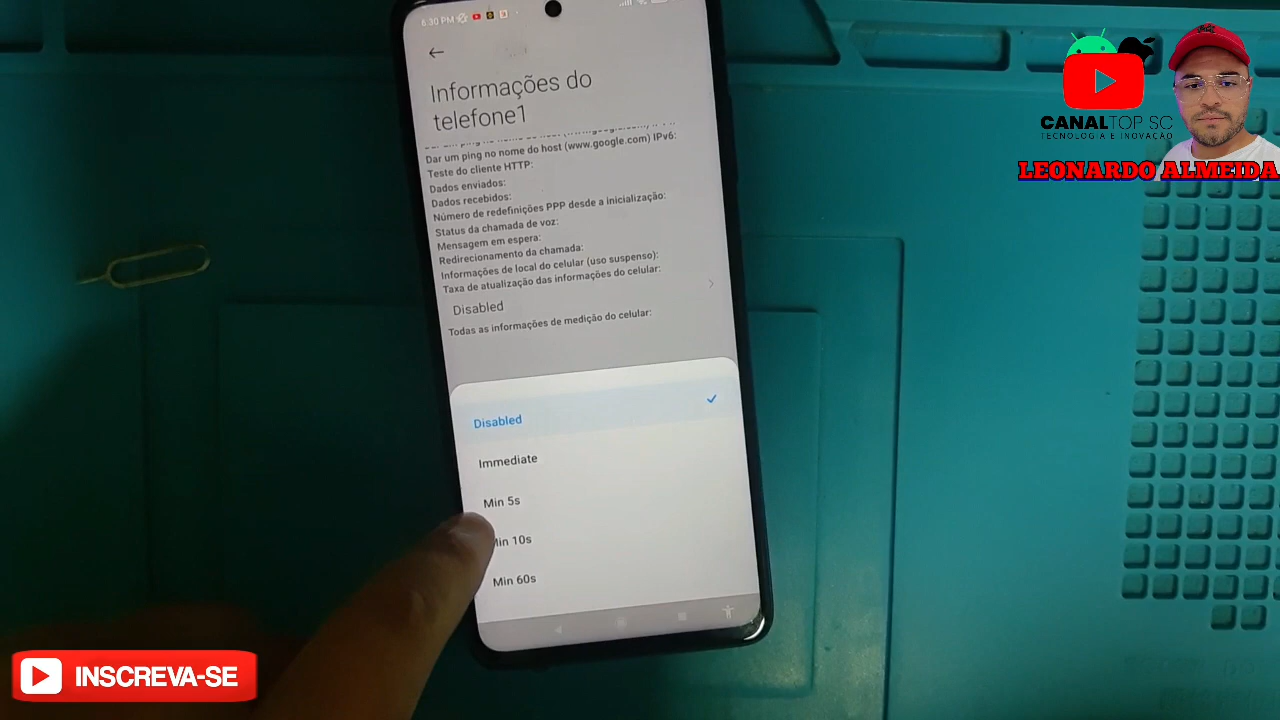 6:30 PM
Informações do
telefone1
Dar um ping no nome do host (www.google.com) IPv6:
Teste do cliente HTTP:
Dados enviados:
Dados recebidos:
Número de redefinições PPP desde a inicialização:
Status da chamada de voz:
Mensagem em espera:
Redirecionamento da chamada:
Informações de local do celular (uso suspenso):
Taxa de atualização das informações do celular:
Disabled
Todas as informações de medição do celular:
Disabled
Immediate
Min 5s
Min 10s
Min 60s
CANALTOP SC
TECNOLOGIA E INOVAÇÃO
LEONARDO ALMEIDA
INSCREVA-SE